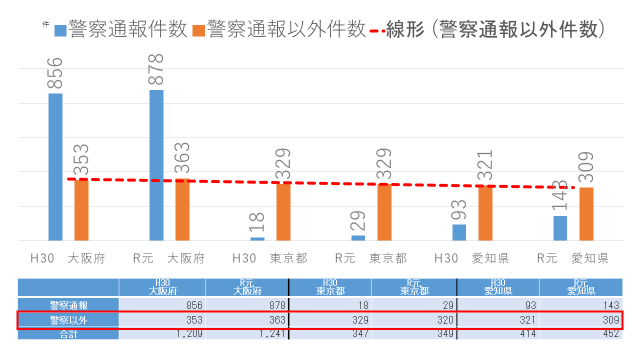 件
警察通報件数 警察通報以外件数 線形 (警察通報以外件数)
856 353 878 363 18 329 29 329 93 321 143 309
H30 大阪府 R元 大阪府 H30 東京都 R元 東京都 H30 愛知県 R元 愛知県
H30 R元 H30 R元 H30 R元
大阪府 大阪府 東京都 東京都 愛知県 愛知県
警察通報 856 878 18 29 93 143
警察以外 353 363 329 320 321 309
合計 1,209 1,241 347 349 414 452